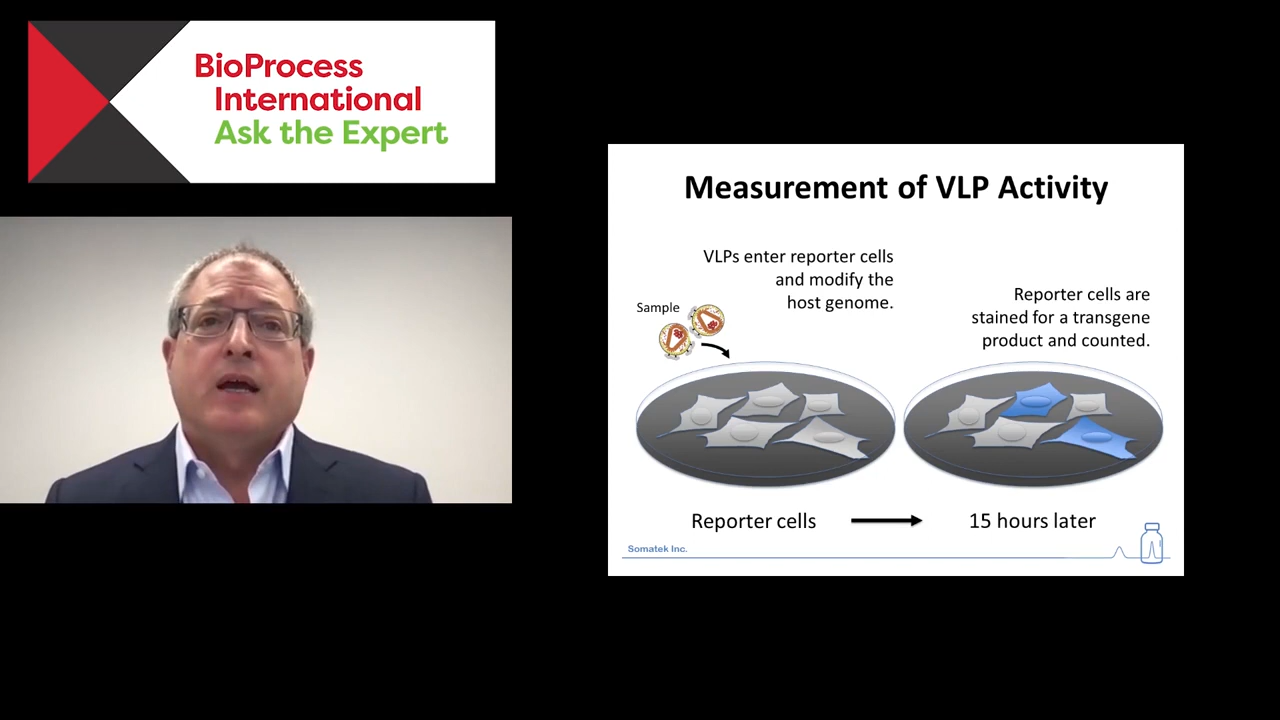 BioProcess
International
Ask the Expert
Measurement of VLP Activity
VLPs enter reporter cells
and modify the
host genome.
Sample
Reporter cells are
stained for a transgene
product and counted.
Reporter cells
15 hours later
Somatek Inc.